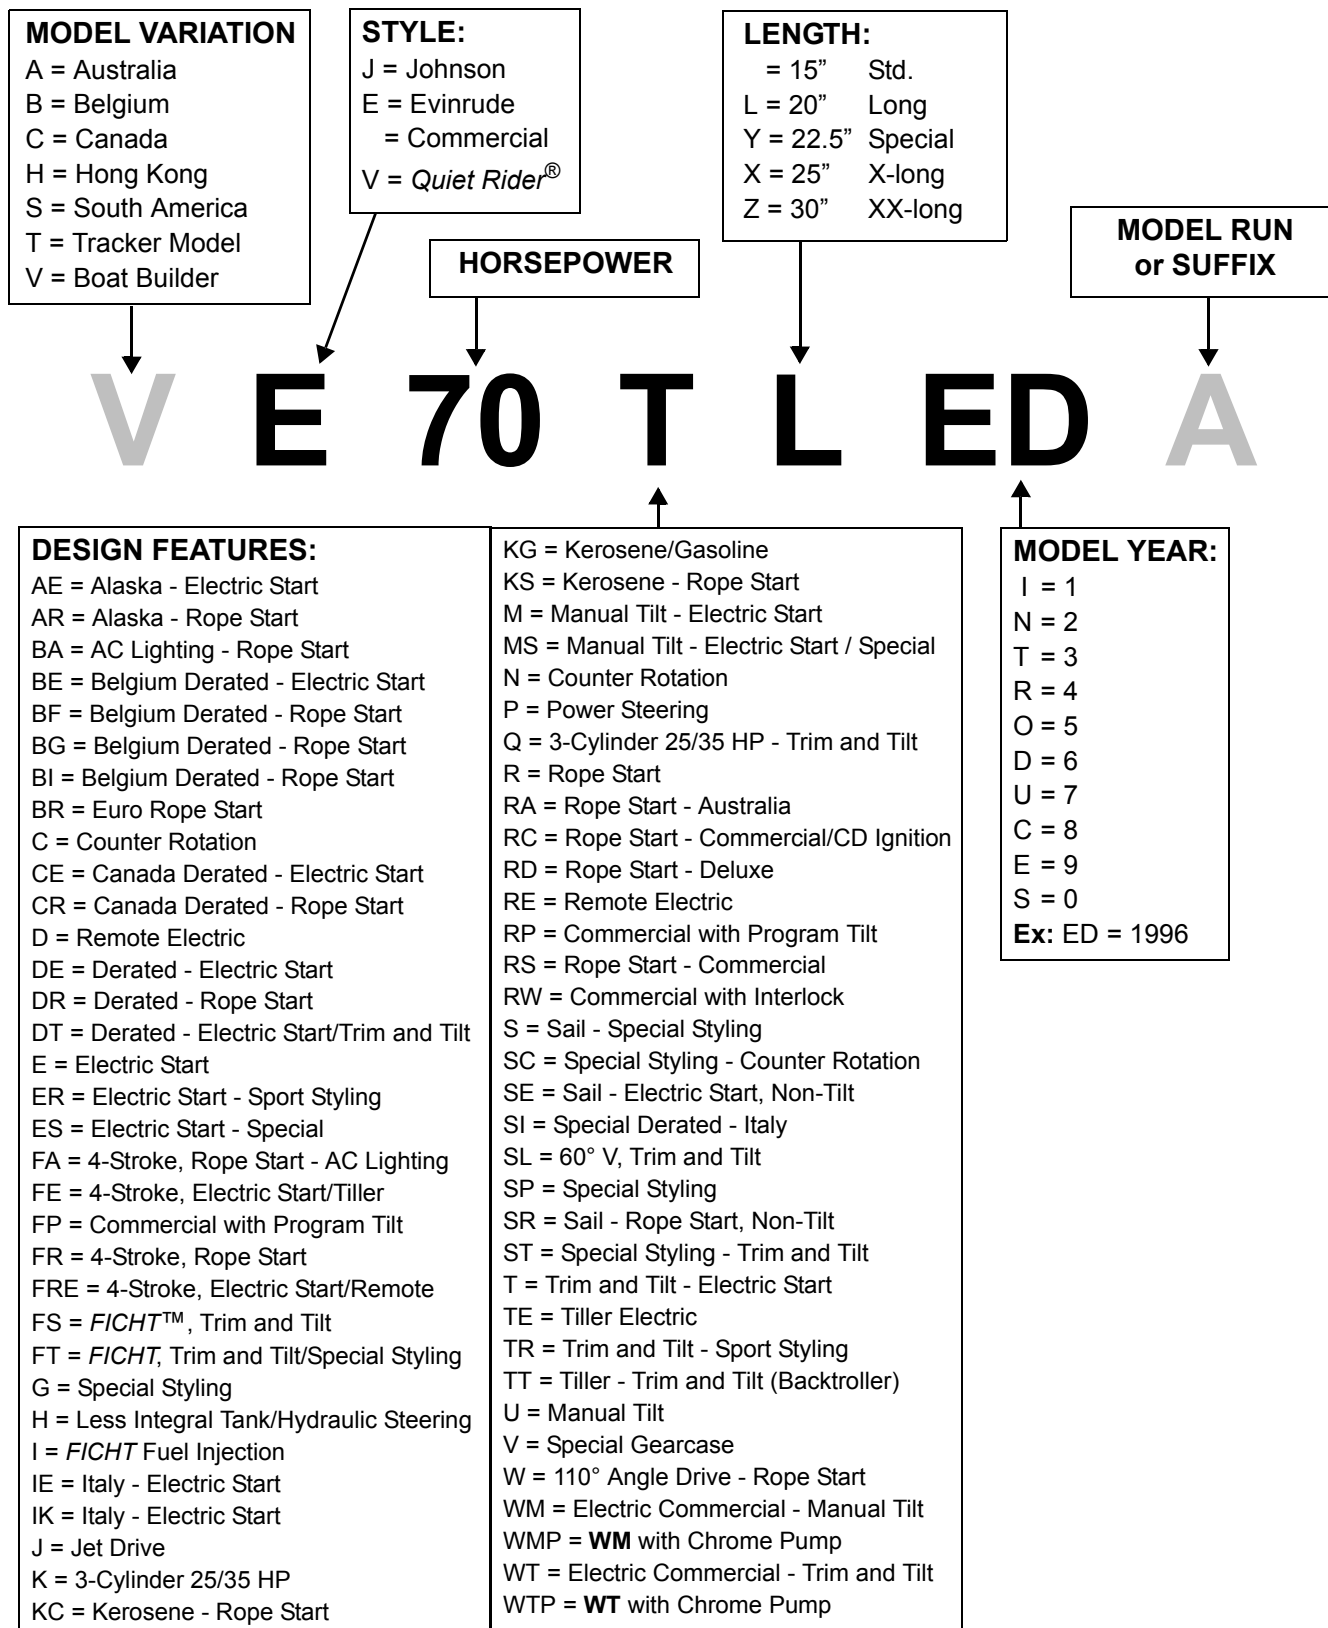 MODEL VARIATION
A = Australia
B = Belgium
C = Canada
H = Hong Kong
S = South America
T = Tracker Model
V = Boat Builder
STYLE:
J = Johnson
E = Evinrude
= Commercial
V = Quiet Rider®
HORSEPOWER
LENGTH:
= 15” Std.
L = 20” Long
Y = 22.5” Special
X = 25” X-long
Z = 30” XX-long
MODEL RUN
or SUFFIX
V E 70 T L ED A
DESIGN FEATURES:
AE = Alaska - Electric Start
AR = Alaska - Rope Start
BA = AC Lighting - Rope Start
BE = Belgium Derated - Electric Start
BF = Belgium Derated - Rope Start
BG = Belgium Derated - Rope Start
BI = Belgium Derated - Rope Start
BR = Euro Rope Start
C = Counter Rotation
CE = Canada Derated - Electric Start
CR = Canada Derated - Rope Start
D = Remote Electric
DE = Derated - Electric Start
DR = Derated - Rope Start
DT = Derated - Electric Start/Trim and Tilt
E = Electric Start
ER = Electric Start - Sport Styling
ES = Electric Start - Special
FA = 4-Stroke, Rope Start - AC Lighting
FE = 4-Stroke, Electric Start/Tiller
FP = Commercial with Program Tilt
FR = 4-Stroke, Rope Start
FRE = 4-Stroke, Electric Start/Remote
FS = FICHT™, Trim and Tilt
FT = FICHT, Trim and Tilt/Special Styling
G = Special Styling
H = Less Integral Tank/Hydraulic Steering
I = FICHT Fuel Injection
IE = Italy - Electric Start
IK = Italy - Electric Start
J = Jet Drive
K = 3-Cylinder 25/35 HP
KC = Kerosene - Rope Start
KG = Kerosene/Gasoline
KS = Kerosene - Rope Start
M = Manual Tilt - Electric Start
MS = Manual Tilt - Electric Start / Special
N = Counter Rotation
P = Power Steering
Q = 3-Cylinder 25/35 HP - Trim and Tilt
R = Rope Start
RA = Rope Start - Australia
RC = Rope Start - Commercial/CD Ignition
RD = Rope Start - Deluxe
RE = Remote Electric
RP = Commercial with Program Tilt
RS = Rope Start - Commercial
RW = Commercial with Interlock
S = Sail - Special Styling
SC = Special Styling - Counter Rotation
SE = Sail - Electric Start, Non-Tilt
SI = Special Derated - Italy
SL = 60° V, Trim and Tilt
SP = Special Styling
SR = Sail - Rope Start, Non-Tilt
ST = Special Styling - Trim and Tilt
T = Trim and Tilt - Electric Start
TE = Tiller Electric
TR = Trim and Tilt - Sport Styling
TT = Tiller - Trim and Tilt (Backtroller)
U = Manual Tilt
V = Special Gearcase
W = 110° Angle Drive - Rope Start
WM = Electric Commercial - Manual Tilt
WMP = WM with Chrome Pump
WT = Electric Commercial - Trim and Tilt
WTP = WT with Chrome Pump
MODEL YEAR:
I = 1
N = 2
T = 3
R = 4
O = 5
D = 6
U = 7
C = 8
E = 9
S = 0
Ex: ED = 1996